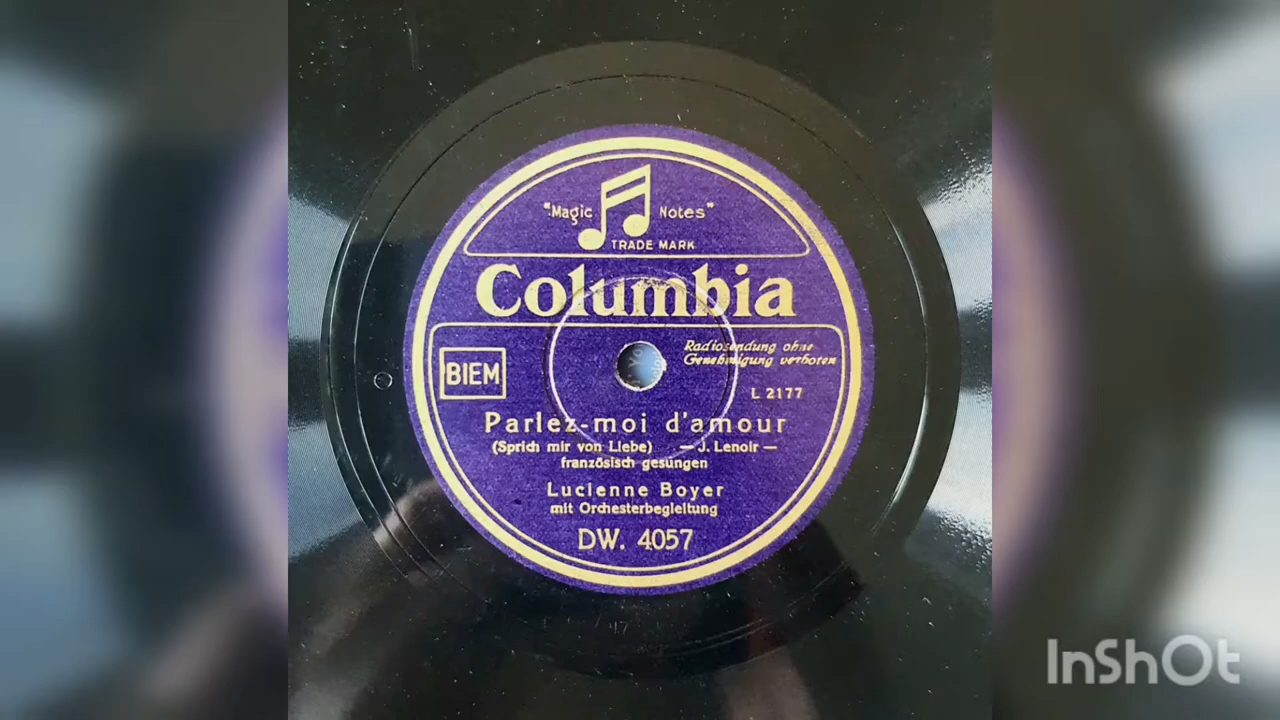 "Magic Notes"
TRADE MARK
Columbia
Radiosendung ohne
Genehmigung verboten
BIEM
L 2177
Parlez-moi d'amour
(Sprich mir von Liebe) — J. Lenoir —
französisch gesungen
Lucienne Boyer
mit Orchesterbegleitung
DW. 4057
InShOt